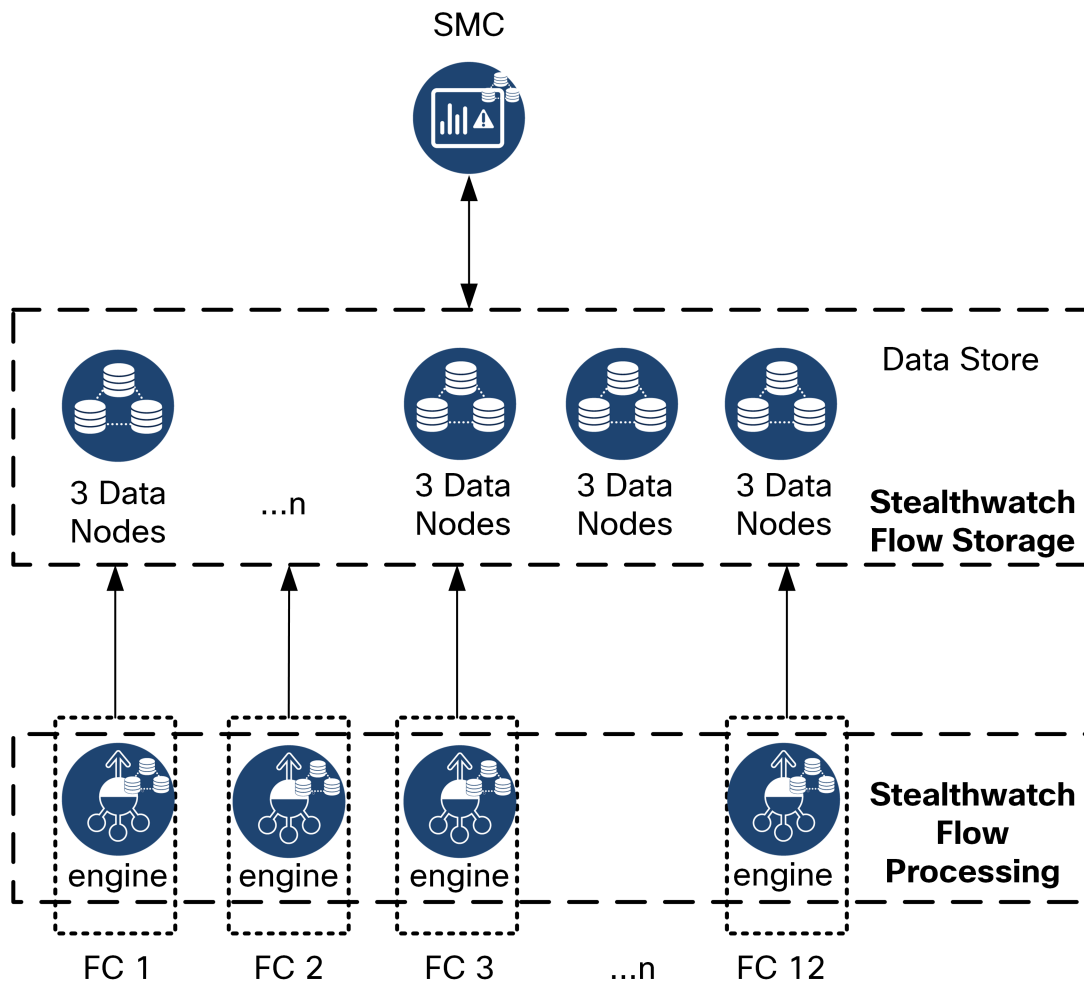 SMC
Data Store
3 Data
Nodes
...n
3 Data
Nodes
3 Data
Nodes
3 Data
Nodes
Stealthwatch
Flow Storage
engine
engine
engine
engine
Stealthwatch
Flow
Processing
FC 1
FC 2
FC 3
...n
FC 12